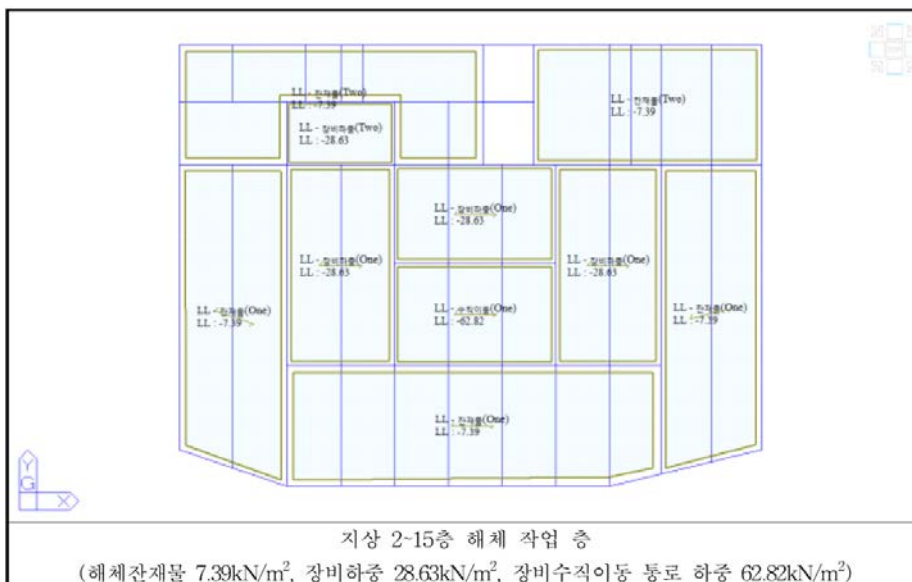 LL - 잔재물(Two)
LL : -7.39
LL - 장비하중(Two)
LL : -28.63
LL - 잔재물(Two)
LL : -7.39
LL - 장비하중(One)
LL : -28.63
LL - 장비하중(One)
LL : -28.63
LL - 장비하중(One)
LL : -28.63
LL - 잔재물(One)
LL : -7.39
LL - 수직이동(One)
LL : -62.82
LL - 잔재물(One)
LL : -7.39
LL - 잔재물(One)
LL : -7.39
Y
G
X
지상 2~15층 해체 작업 층
(해체잔재물 7.39kN/m², 장비하중 28.63kN/m², 장비수직이동 통로 하중 62.82kN/m²)